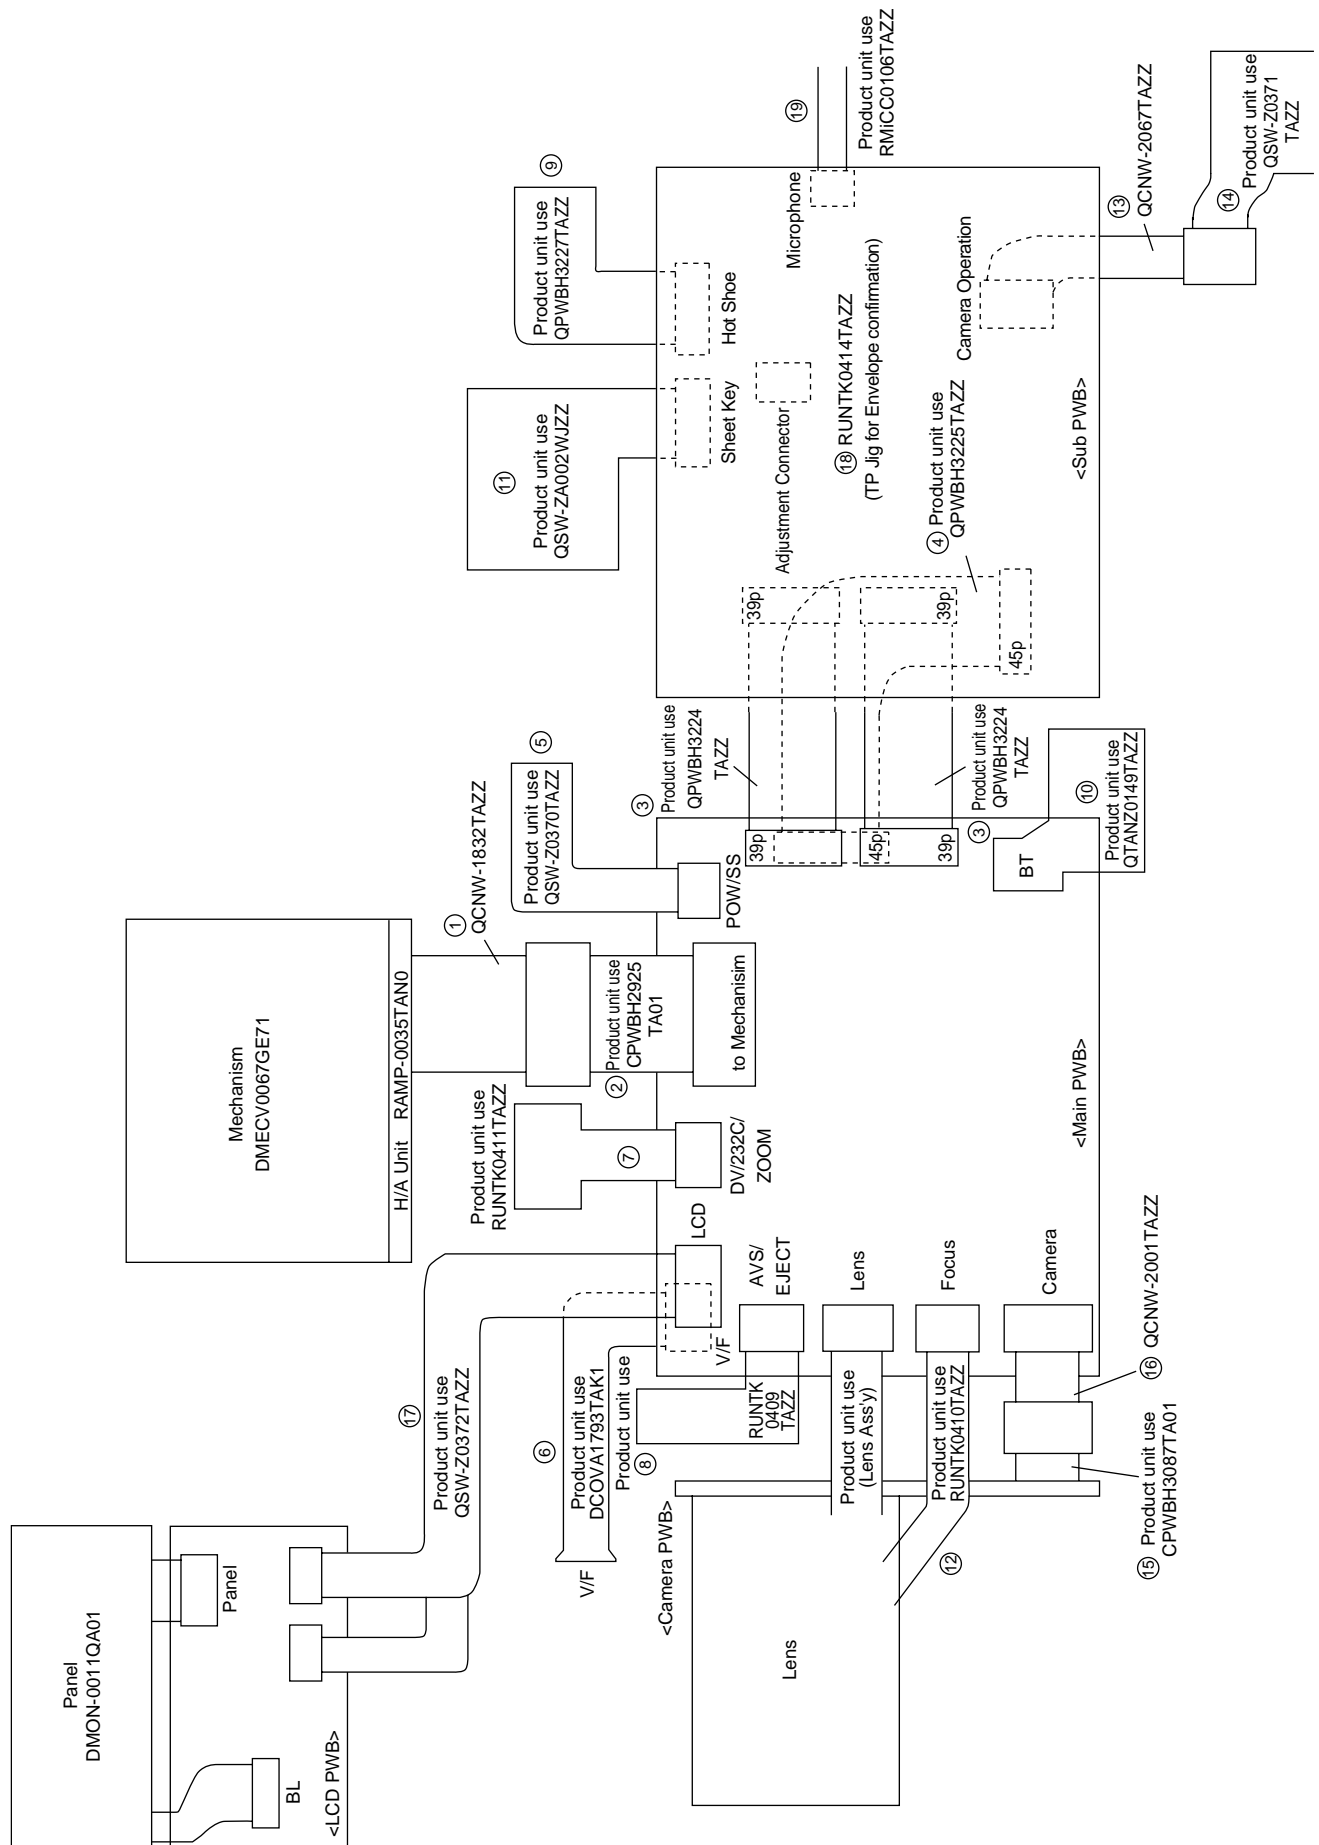 Panel
DMON-0011QA01
Panel
BL
<LCD PWB>
Mechanism
DMECV0067GE71
H/A Unit RAMP-0035TAN0
⑰
Product unit use
QSW-Z0372TAZZ
⑥
Product unit use
DCOVA1793TAK1
V/F
Product unit use
⑧
RUNTK
0409
TAZZ
Product unit use
RUNTK0411TAZZ
⑦
①
QCNW-1832TAZZ
②
Product unit use
CPWBH2925
TA01
⑤
Product unit use
QSW-Z0370TAZZ
LCD
V/F
DV/232C/
ZOOM
to Mechanisim
POW/SS
AVS/
EJECT
Lens
Focus
Camera
<Camera PWB>
Lens
Product unit use
(Lens Ass'y)
Product unit use
RUNTK0410TAZZ
⑫
⑮ Product unit use
CPWBH3087TA01
⑯ QCNW-2001TAZZ
<Main PWB>
BT
⑩
Product unit use
QTANZ0149TAZZ
③
Product unit use
QPWBH3224
TAZZ
39p
45p
39p
③
Product unit use
QPWBH3224
TAZZ
39p
39p
45p
④ Product unit use
QPWBH3225TAZZ
⑪
Product unit use
QSW-ZA002WJZZ
Sheet Key
⑨
Product unit use
QPWBH3227TAZZ
Hot Shoe
Adjustment Connector
⑱ RUNTK0414TAZZ
(TP Jig for Envelope confirmation)
Microphone
⑲
Product unit use
RMiCC0106TAZZ
Camera Operation
<Sub PWB>
⑬
QCNW-2067TAZZ
⑭
Product unit use
QSW-Z0371
TAZZ